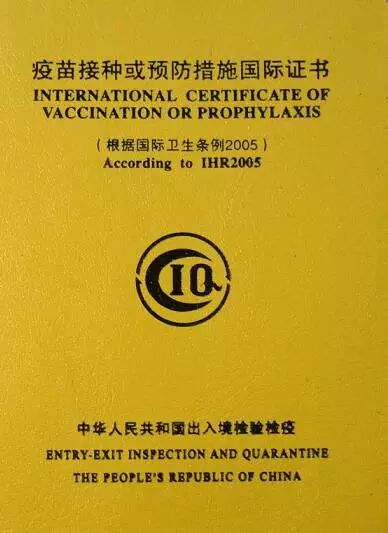 疫苗接种或预防措施国际证书
INTERNATIONAL CERTIFICATE OF
VACCINATION OR PROPHYLAXIS
（根据国际卫生条例2005）
According to IHR2005
CIQ
中华人民共和国出入境检验检疫
ENTRY-EXIT INSPECTION AND QUARANTINE
THE PEOPLE'S REPUBLIC OF CHINA